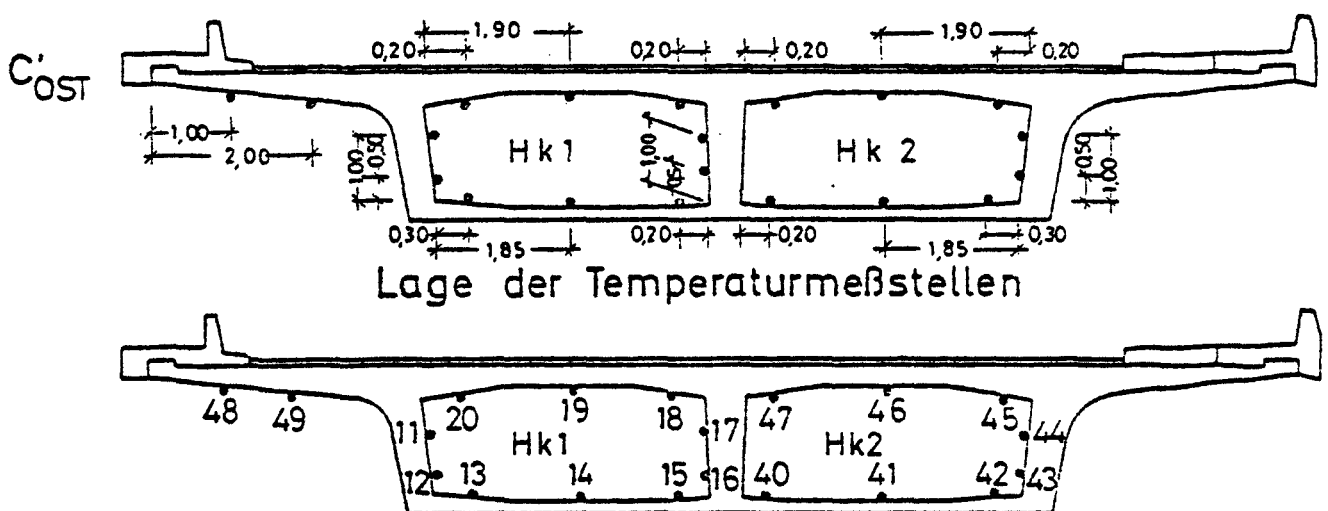 1,90 1,90
0,20 0,20 0,20 0,20
C'OST
1,00 2,00
1,00 0,50
Hk1
1,00 0,5
Hk 2
0,50 1,00
0,30 1,85 0,20 0,20 1,85 0,30
Lage der Temperaturmeßstellen
48 49 20 19 18 47 46 45
11 Hk1 17 Hk2 44
12 13 14 15 16 40 41 42 43